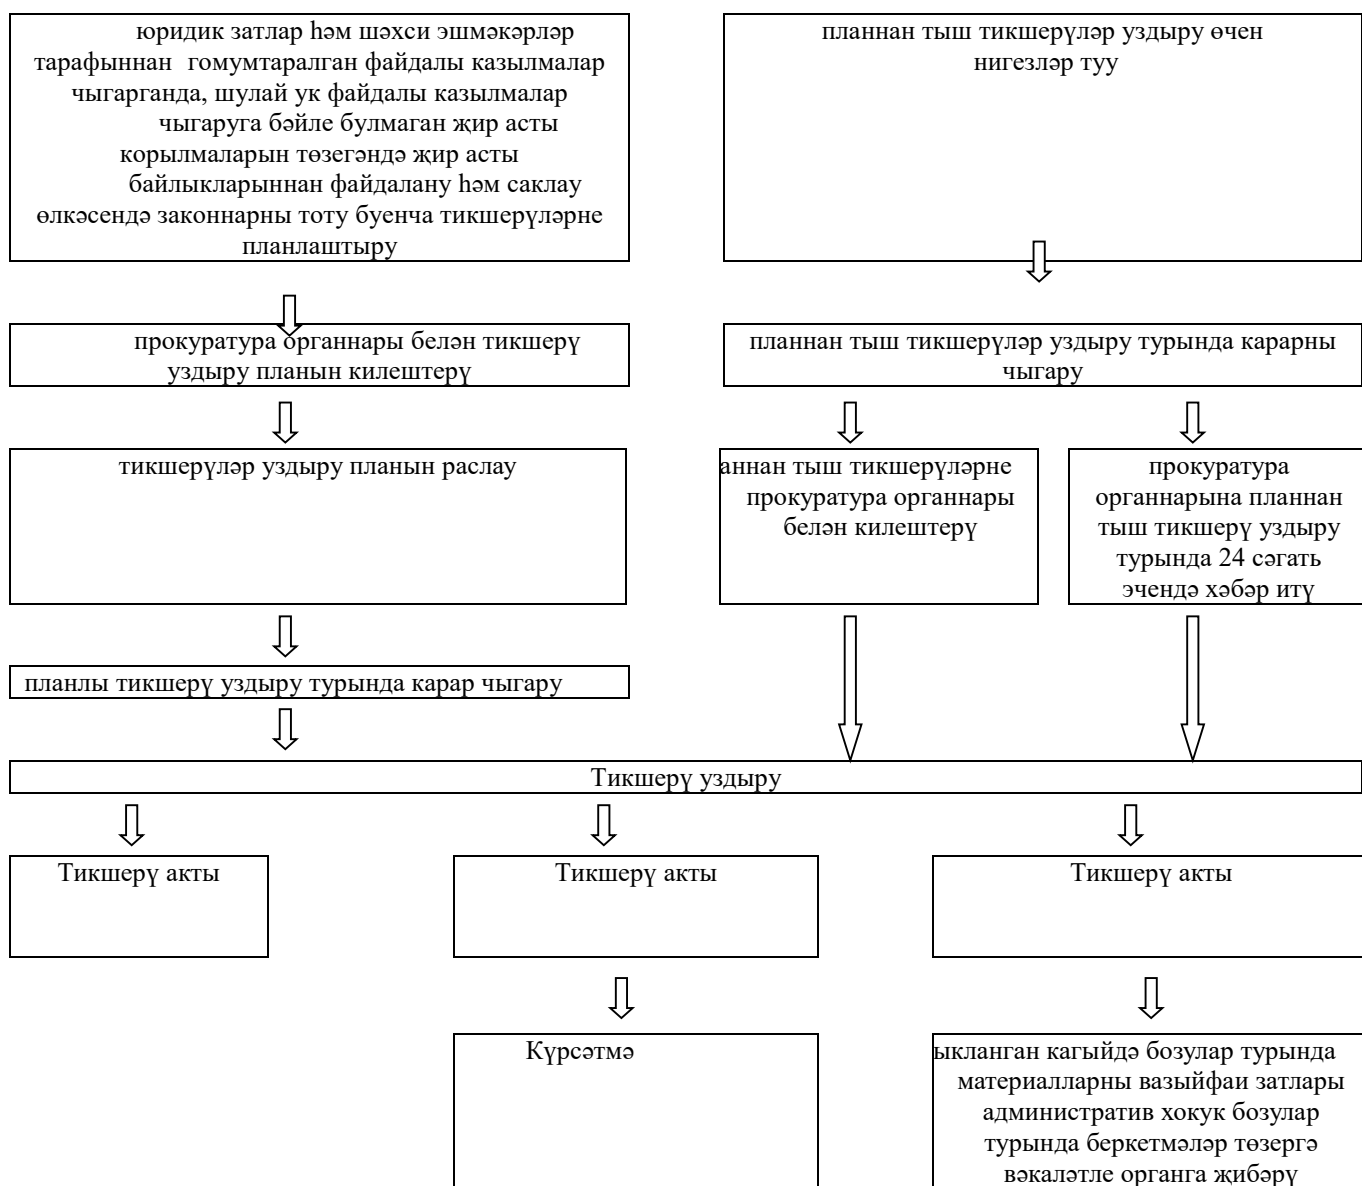 юридик затлар һәм шәхси эшмәкәрләр
тарафыннан гомумтаралган файдалы казылмалар
чыгарганда, шулай ук файдалы казылмалар
чыгаруга бәйле булмаган җир асты
корылмаларын төзегәндә җир асты
байлыкларыннан файдалану һәм саклау
өлкәсендә законнарны тоту буенча тикшерүләрне
планлаштыру
планнан тыш тикшерүләр уздыру өчен
нигезләр туу
прокуратура органнары белән тикшерү
уздыру планын килештерү
планнан тыш тикшерүләр уздыру турында карарны
чыгару
тикшерүләр уздыру планын раслау
аннан тыш тикшерүләрне
прокуратура органнары
белән килештерү
прокуратура
органнарына планнан
тыш тикшерү уздыру
турында 24 сәгать
эчендә хәбәр итү
планлы тикшерү уздыру турында карар чыгару
Тикшерү уздыру
Тикшерү акты
Тикшерү акты
Тикшерү акты
Күрсәтмә
ыкланган кагыйдә бозулар турында
материалларны вазыйфаи затлары
административ хокук бозулар
турында беркетмәләр төзергә
вәкаләтле органга җибәрү